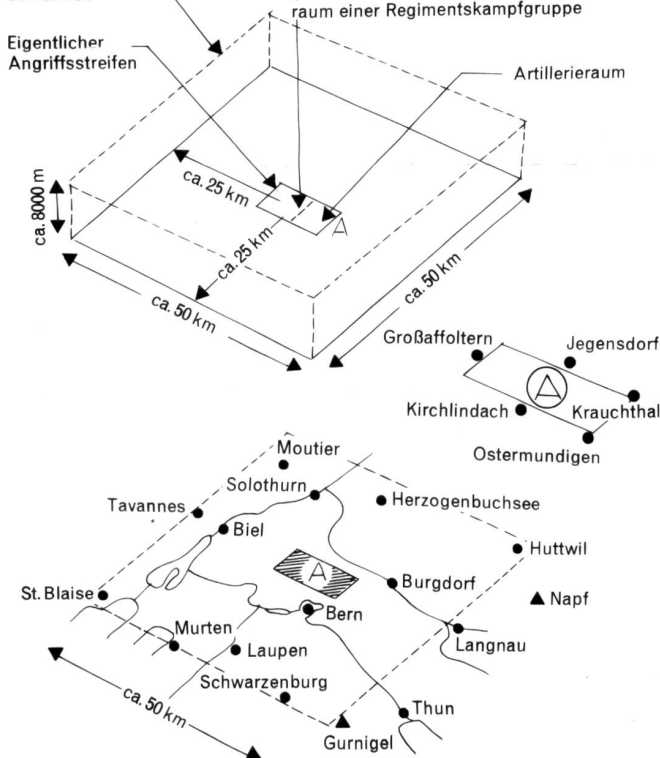 raum einer Regimentskampfgruppe
Eigentlicher
Angriffsstreifen
Artillerieraum
ca. 25 km
A
ca. 8000 m
ca. 25 km
ca. 50 km
ca. 50 km
Großaffoltern
Jegensdorf
A
Kirchlindach
Krauchthal
Ostermundigen
Moutier
Solothurn
Herzogenbuchsee
Tavannes
Biel
Huttwil
A
Burgdorf
St. Blaise
Napf
Bern
Murten
Langnau
Laupen
Schwarzenburg
ca. 50 km
Thun
Gurnigel